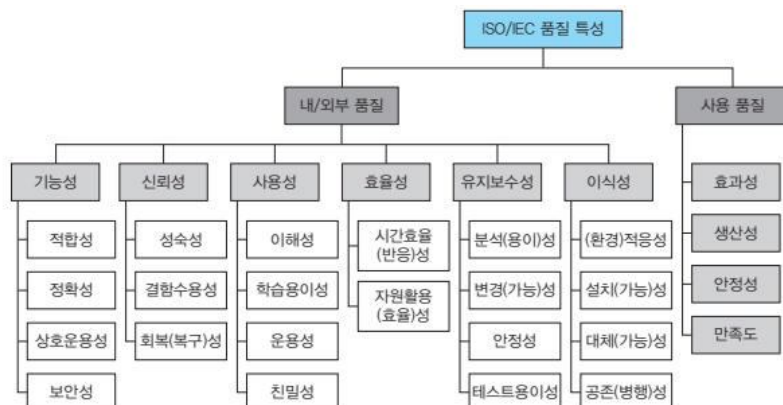 ISO/IEC 품질 특성
내/외부 품질
사용 품질
기능성
신뢰성
사용성
효율성
유지보수성
이식성
적합성
정확성
상호운용성
보안성
성숙성
결함수용성
회복(복구)성
이해성
학습용이성
운용성
친밀성
시간효율
(반응)성
자원활용
(효율)성
분석(용이)성
변경(가능)성
안정성
테스트용이성
(환경)적응성
설치(가능)성
대체(가능)성
공존(병행)성
효과성
생산성
안정성
만족도